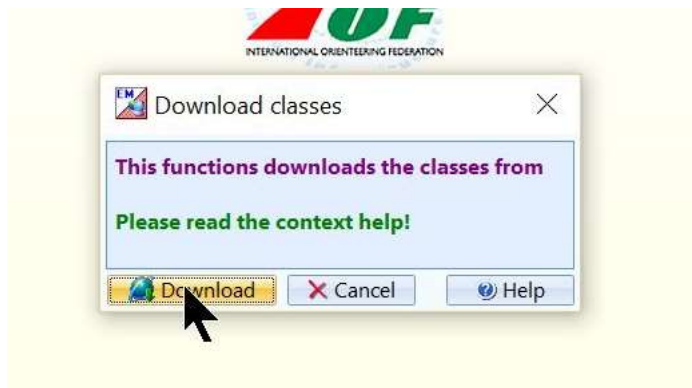 INTERNATIONAL ORIENTEERING FEDERATION
EM
Download classes
This functions downloads the classes from
Please read the context help!
Download
Cancel
Help